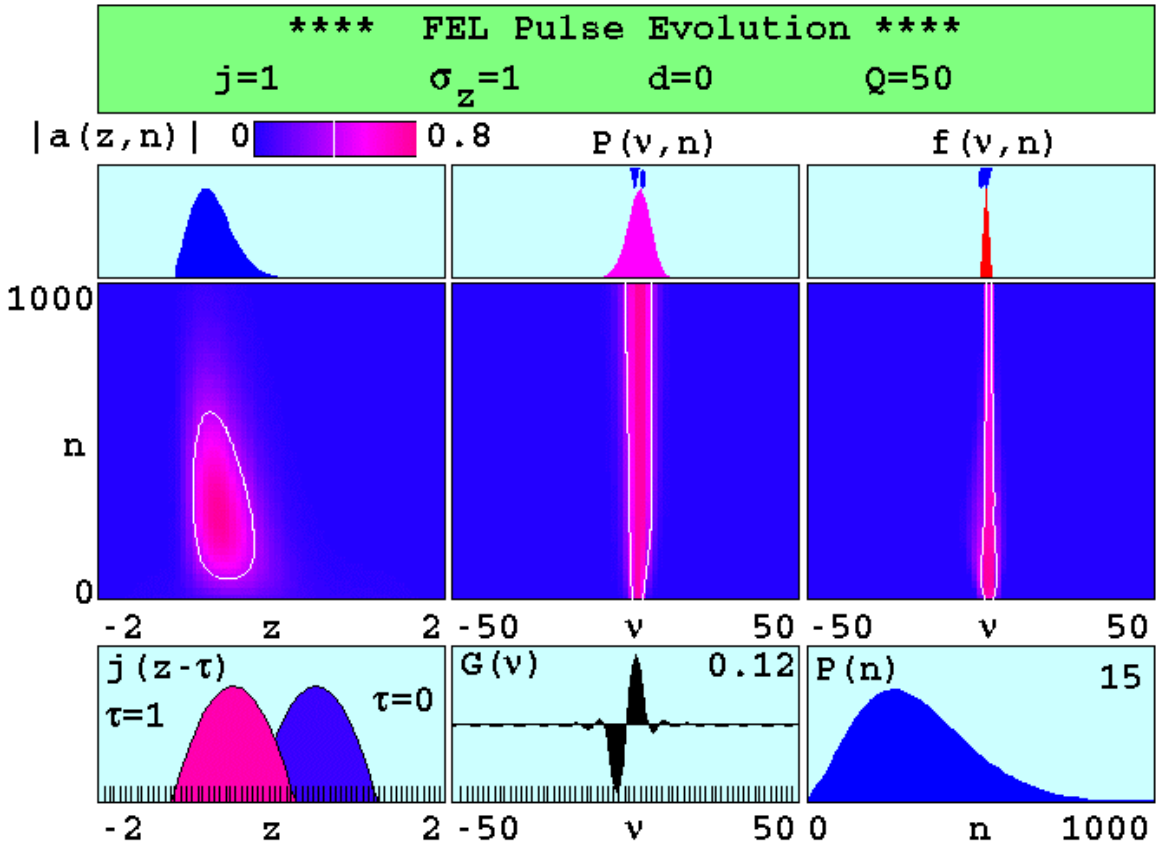 **** FEL Pulse Evolution ****
j=1 σz=1 d=0 Q=50
|a(z,n)| 0 0.8 P(ν,n) f(ν,n)
1000
n
0
-2 z 2 -50 ν 50 -50 ν 50
j(z-τ) G(ν) 0.12 P(n) 15
τ=1 τ=0
-2 z 2 -50 ν 50 0 n 1000